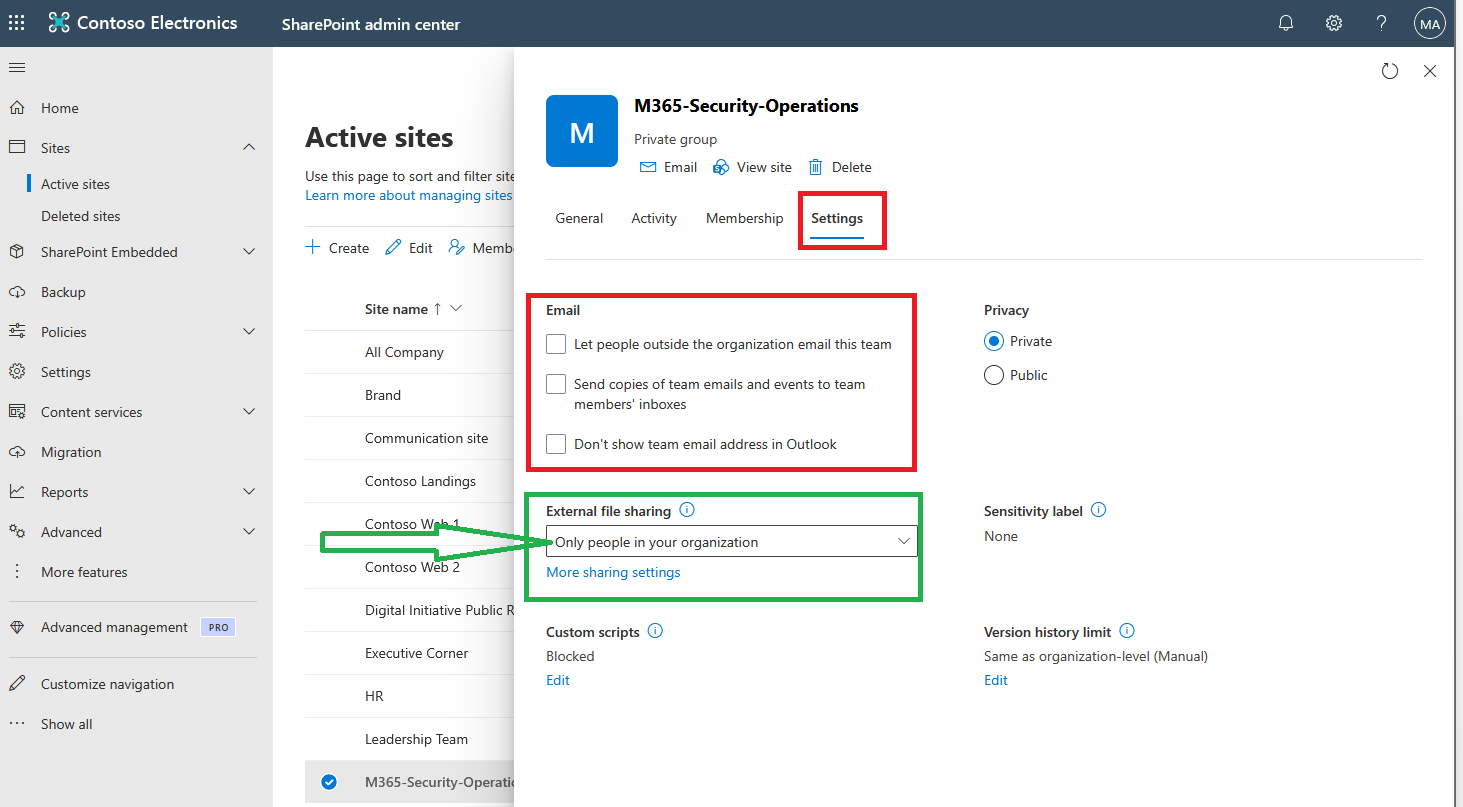 Contoso Electronics
SharePoint admin center
MA
Home
Sites
Active sites
Deleted sites
SharePoint Embedded
Backup
Policies
Settings
Content services
Migration
Reports
Advanced
More features
Advanced management PRO
Customize navigation
Show all
Active sites
Use this page to sort and filter site
Learn more about managing sites
Create Edit Memb
Site name
All Company
Brand
Communication site
Contoso Landings
Contoso Web 1
Contoso Web 2
Digital Initiative Public R
Executive Corner
HR
Leadership Team
M365-Security-Operatio
M
M365-Security-Operations
Private group
Email View site Delete
General Activity Membership Settings
Email
Let people outside the organization email this team
Send copies of team emails and events to team
members' inboxes
Don't show team email address in Outlook
Privacy
Private
Public
External file sharing
Only people in your organization
More sharing settings
Sensitivity label
None
Custom scripts
Blocked
Edit
Version history limit
Same as organization-level (Manual)
Edit